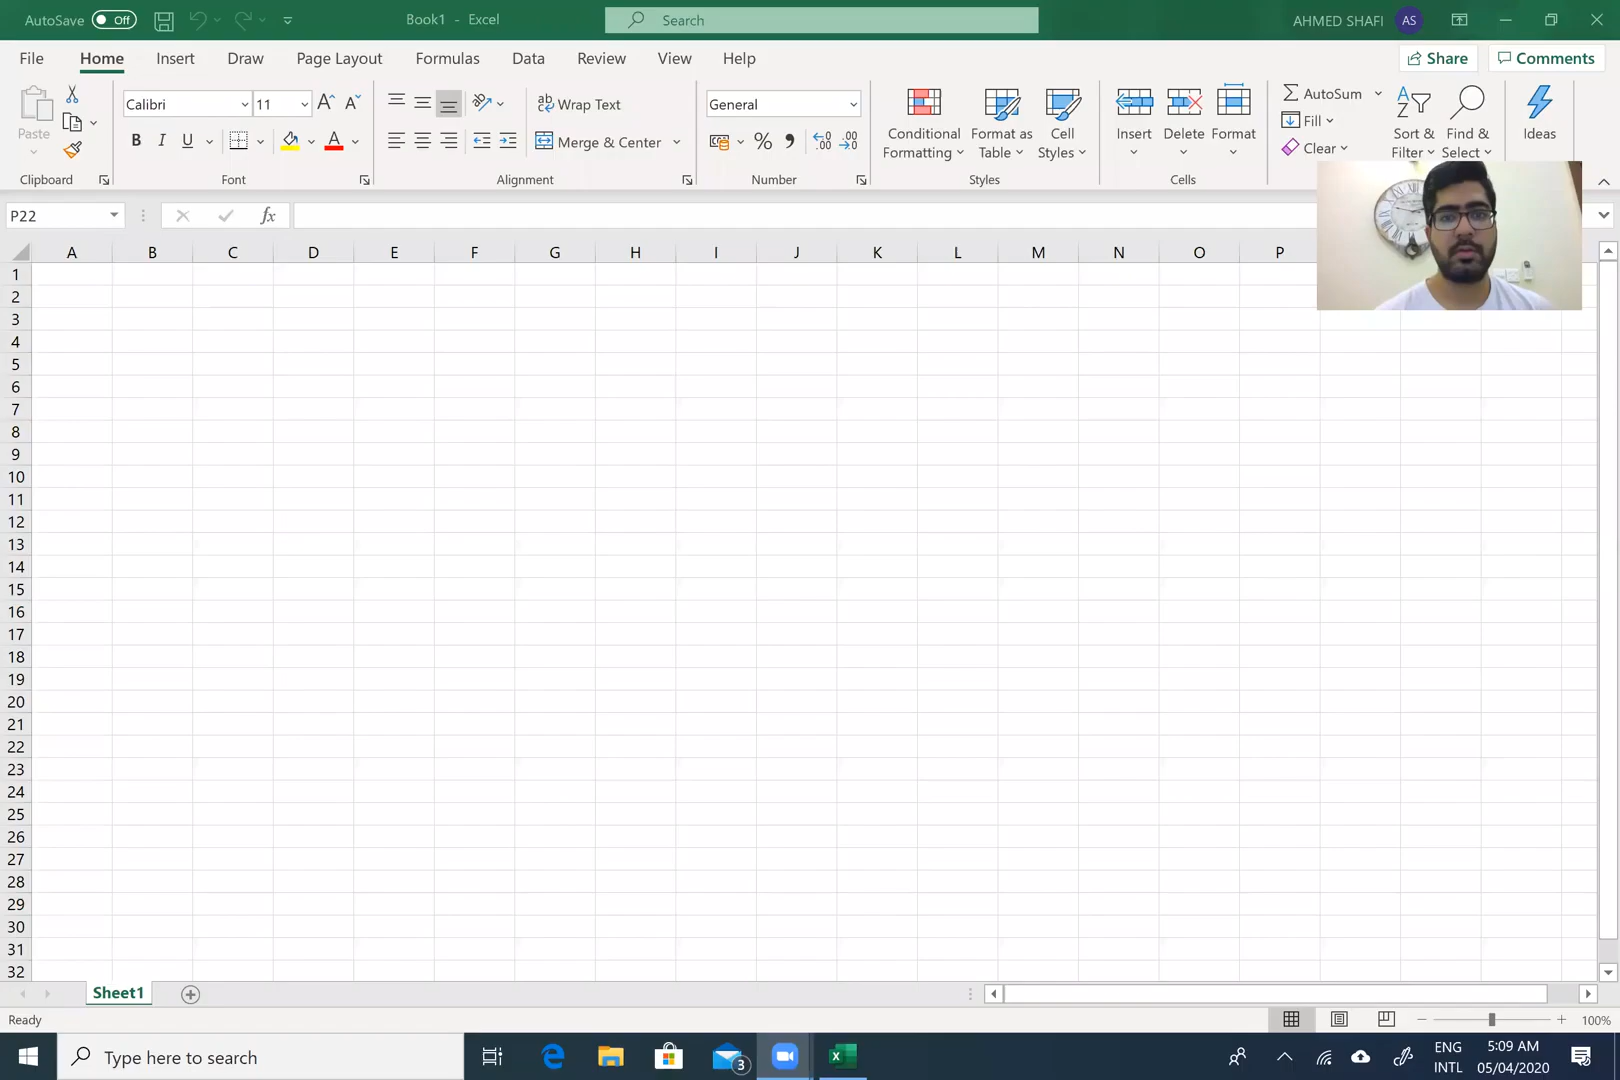 AutoSave Off Book1 - Excel Search AHMED SHAFI AS
File Home Insert Draw Page Layout Formulas Data Review View Help Share Comments
Paste Calibri 11 A A ab Wrap Text General Conditional Formatting Format as Table Cell Styles Insert Delete Format AutoSum Fill Clear Sort & Filter Find & Select Ideas
B I U A Merge & Center % ,
Clipboard Font Alignment Number Styles Cells
P22 fx
A B C D E F G H I J K L M N O P
1
2
3
4
5
6
7
8
9
10
11
12
13
14
15
16
17
18
19
20
21
22
23
24
25
26
27
28
29
30
31
32
Sheet1
Ready 100%
Type here to search 3 ENG 5:09 AM
INTL 05/04/2020